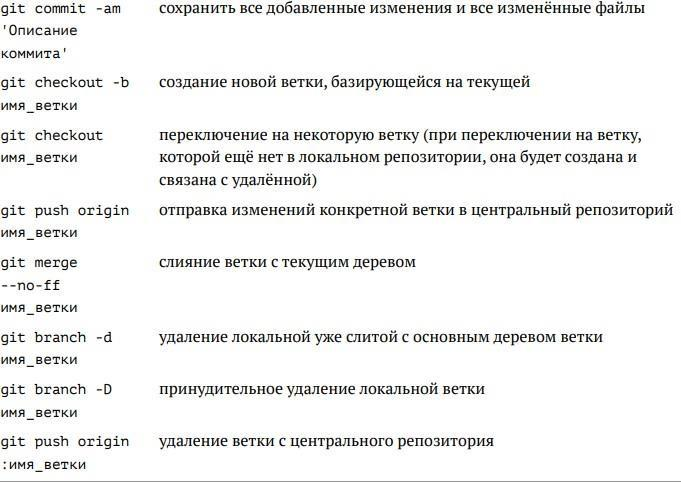 git commit -am сохранить все добавленные изменения и все изменённые файлы
'Описание
коммита'
git checkout -b создание новой ветки, базирующейся на текущей
имя_ветки
git checkout переключение на некоторую ветку (при переключении на ветку,
имя_ветки которой ещё нет в локальном репозитории, она будет создана и
связана с удалённой)
git push origin отправка изменений конкретной ветки в центральный репозиторий
имя_ветки
git merge слияние ветки с текущим деревом
--no-ff
имя_ветки
git branch -d удаление локальной уже слитой с основным деревом ветки
имя_ветки
git branch -D принудительное удаление локальной ветки
имя_ветки
git push origin удаление ветки с центрального репозитория
:имя_ветки